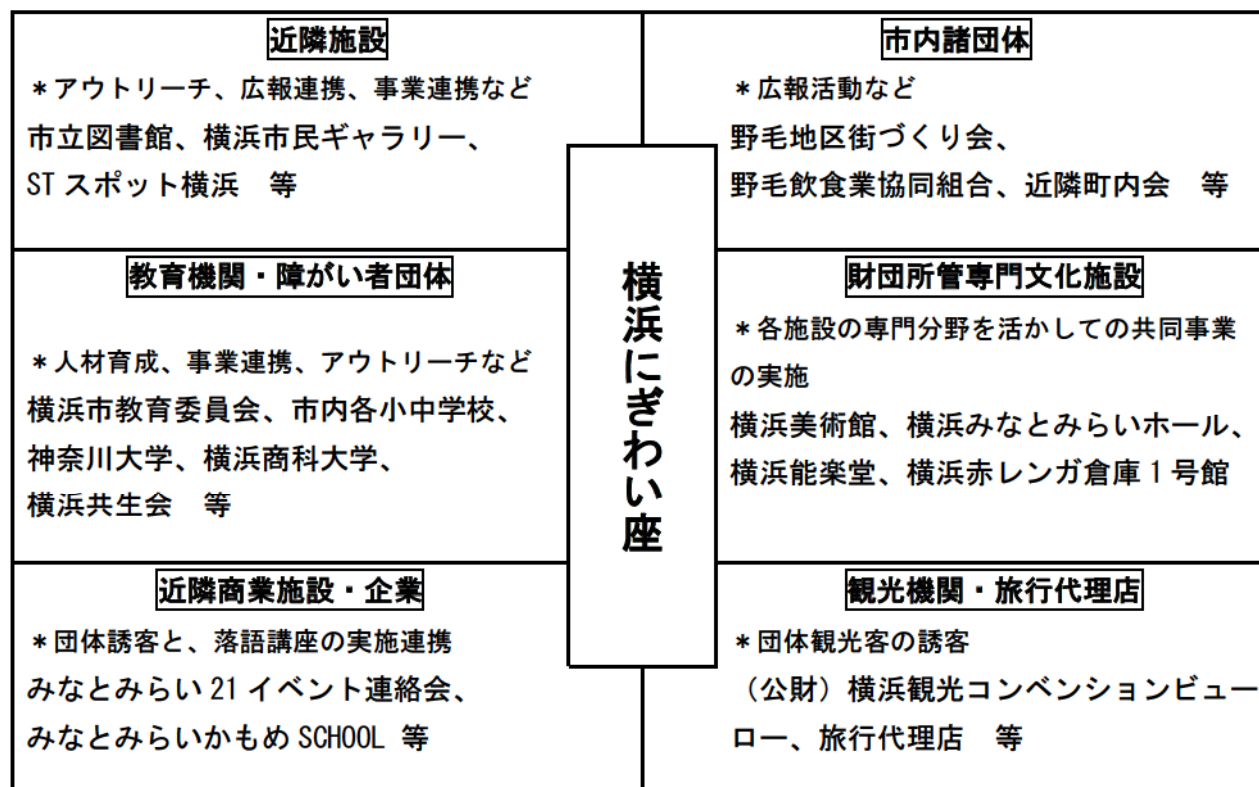 近隣施設
＊アウトリーチ、広報連携、事業連携など
市立図書館、横浜市民ギャラリー、
STスポット横浜　等
市内諸団体
＊広報活動など
野毛地区街づくり会、
野毛飲食業協同組合、近隣町内会　等
横浜にぎわい座
教育機関・障がい者団体
＊人材育成、事業連携、アウトリーチなど
横浜市教育委員会、市内各小中学校、
神奈川大学、横浜商科大学、
横浜共生会　等
財団所管専門文化施設
＊各施設の専門分野を活かしての共同事業
の実施
横浜美術館、横浜みなとみらいホール、
横浜能楽堂、横浜赤レンガ倉庫1号館
近隣商業施設・企業
＊団体誘客と、落語講座の実施連携
みなとみらい21イベント連絡会、
みなとみらいかもめSCHOOL 等
観光機関・旅行代理店
＊団体観光客の誘客
（公財）横浜観光コンベンションビュー
ロー、旅行代理店　等